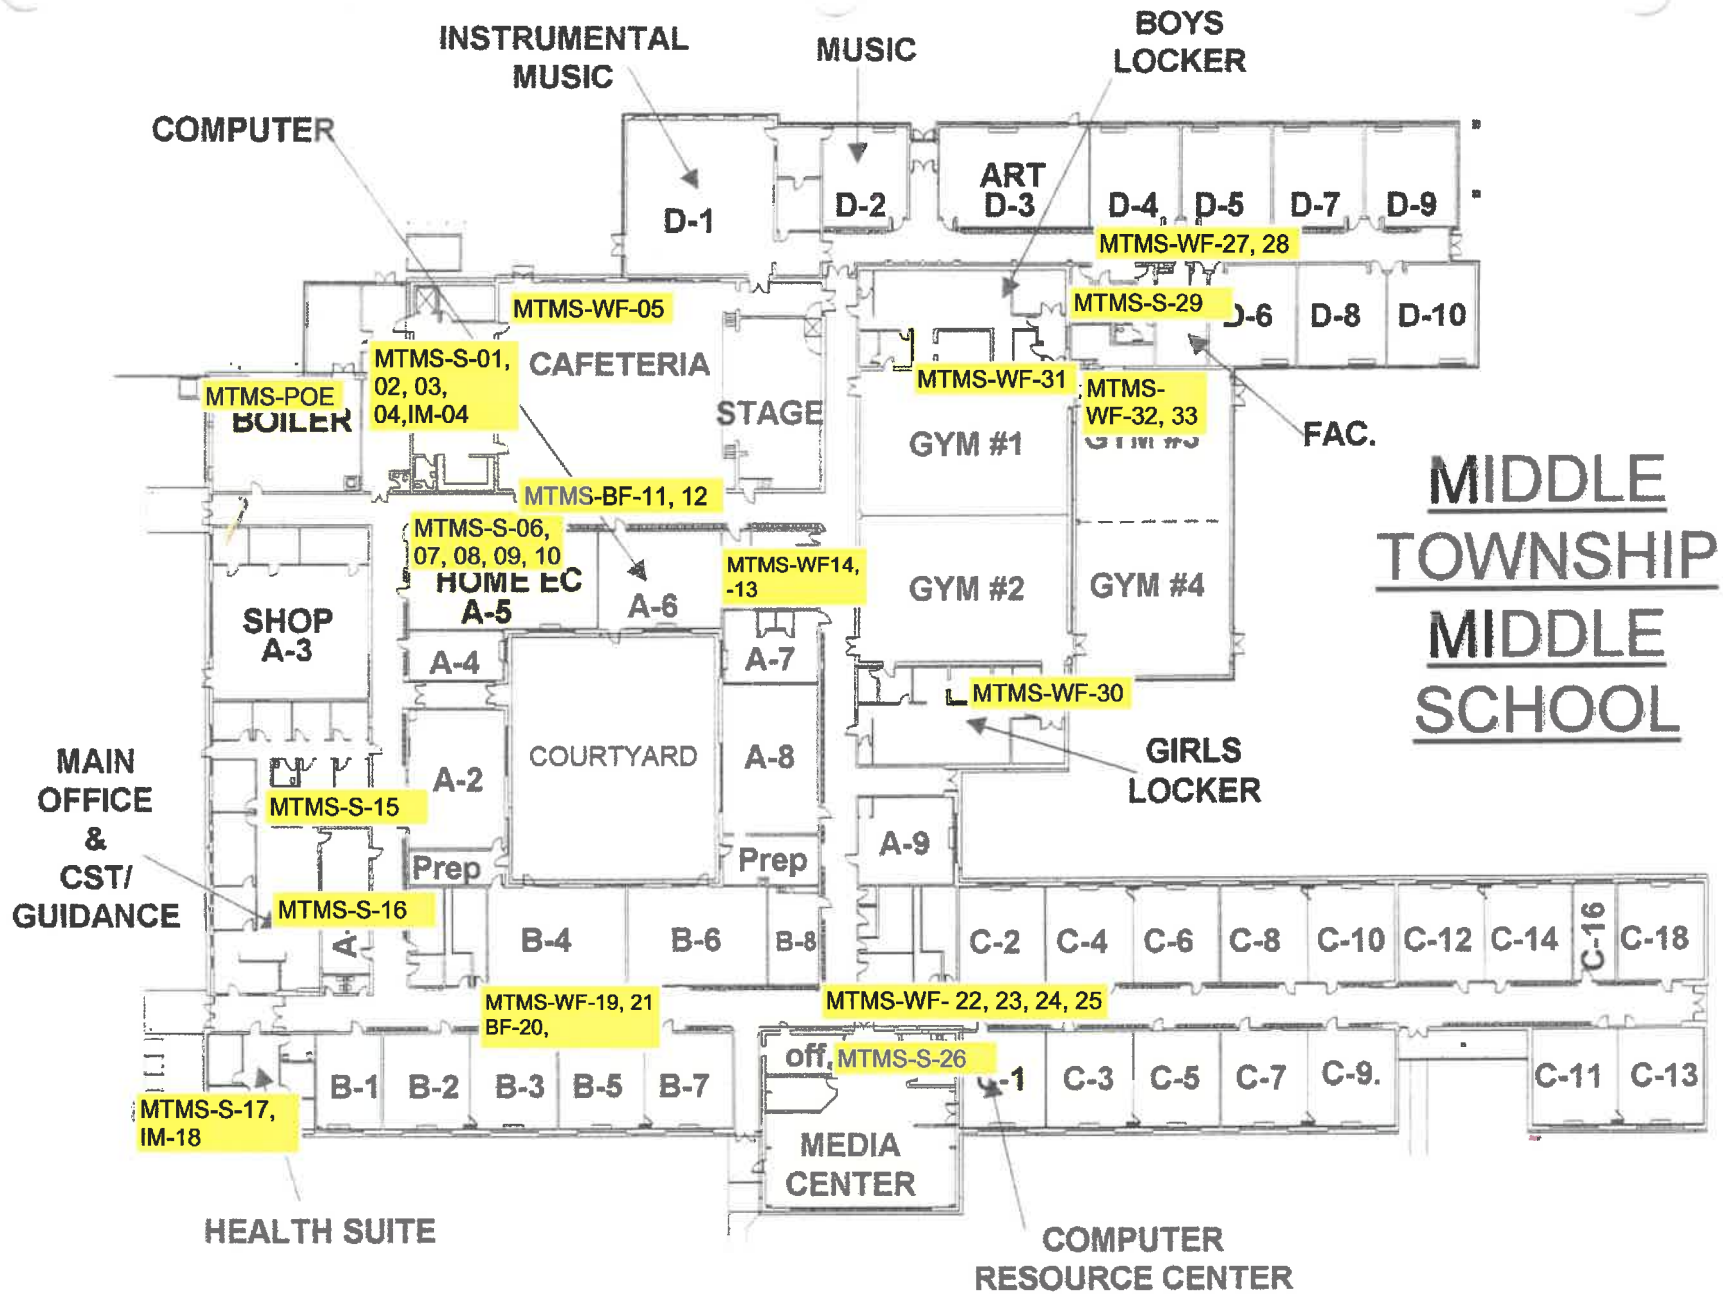 INSTRUMENTAL
MUSIC
MUSIC
BOYS
LOCKER
COMPUTER
D-1
D-2
ART
D-3
D-4
D-5
D-7
D-9
MTMS-WF-27, 28
MTMS-WF-05
MTMS-S-29
D-6
D-8
D-10
MTMS-S-01,
02, 03,
04,IM-04
CAFETERIA
MTMS-POE
BOILER
STAGE
MTMS-WF-31
MTMS-
WF-32, 33
GYM #1
GYM #3
FAC.
MIDDLE
TOWNSHIP
MIDDLE
SCHOOL
MTMS-BF-11, 12
MTMS-S-06,
07, 08, 09, 10
HOME EC
A-5
A-6
MTMS-WF14,
-13
GYM #2
GYM #4
SHOP
A-3
A-4
A-7
MTMS-WF-30
GIRLS
LOCKER
COURTYARD
A-2
A-8
MAIN
OFFICE
&
CST/
GUIDANCE
MTMS-S-15
Prep
Prep
A-9
MTMS-S-16
A-
B-4
B-6
B-8
C-2
C-4
C-6
C-8
C-10
C-12
C-14
C-16
C-18
MTMS-WF-19, 21
BF-20,
MTMS-WF- 22, 23, 24, 25
off.
MTMS-S-26
B-1
B-2
B-3
B-5
B-7
-1
C-3
C-5
C-7
C-9.
C-11
C-13
MTMS-S-17,
IM-18
MEDIA
CENTER
HEALTH SUITE
COMPUTER
RESOURCE CENTER